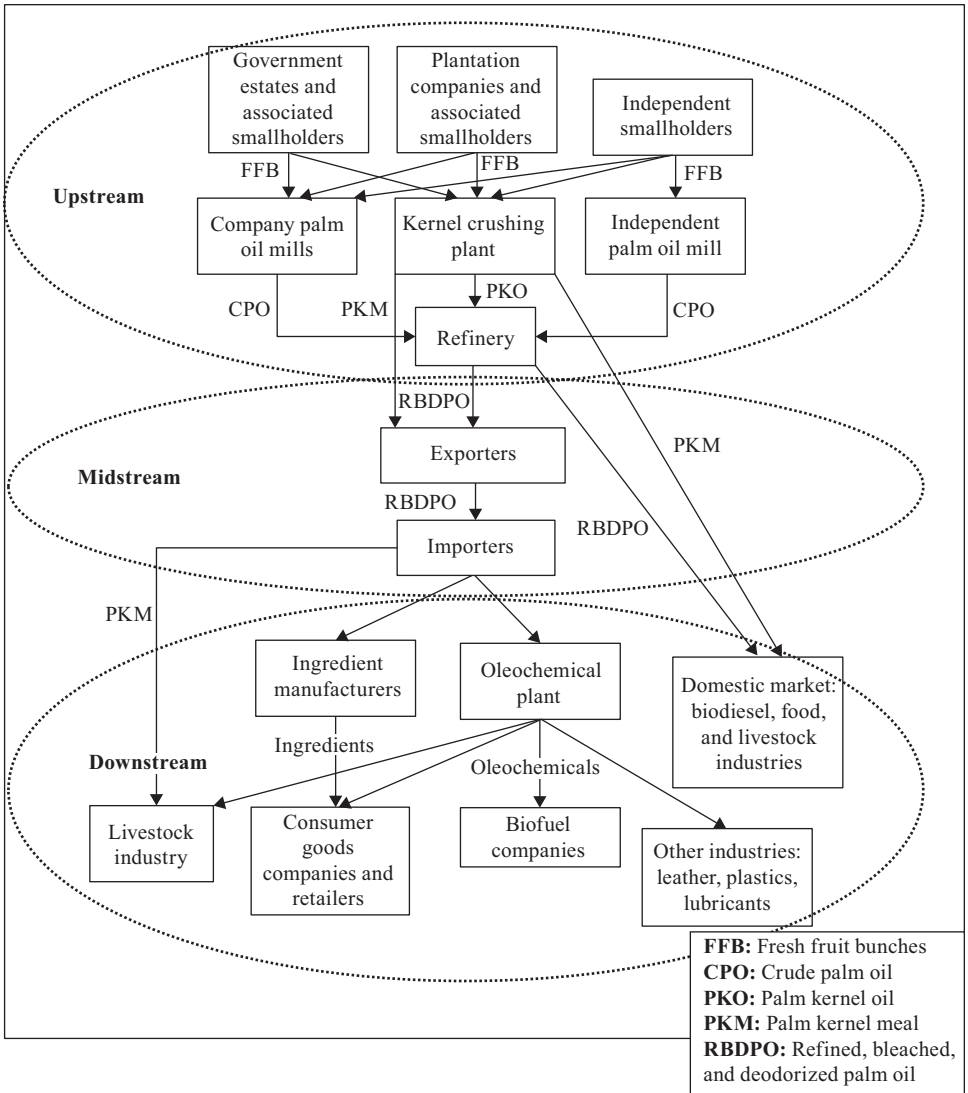 Government
estates and
associated
smallholders
Plantation
companies and
associated
smallholders
Independent
smallholders
FFB
FFB
FFB
Upstream
Company palm
oil mills
Kernel crushing
plant
Independent
palm oil mill
CPO
PKM
PKO
CPO
Refinery
RBDPO
Exporters
PKM
Midstream
RBDPO
RBDPO
Importers
PKM
Ingredient
manufacturers
Oleochemical
plant
Domestic market:
biodiesel, food,
and livestock
industries
Ingredients
Downstream
Oleochemicals
Livestock
industry
Consumer
goods
companies and
retailers
Biofuel
companies
Other industries:
leather, plastics,
lubricants
FFB: Fresh fruit bunches
CPO: Crude palm oil
PKO: Palm kernel oil
PKM: Palm kernel meal
RBDPO: Refined, bleached,
and deodorized palm oil